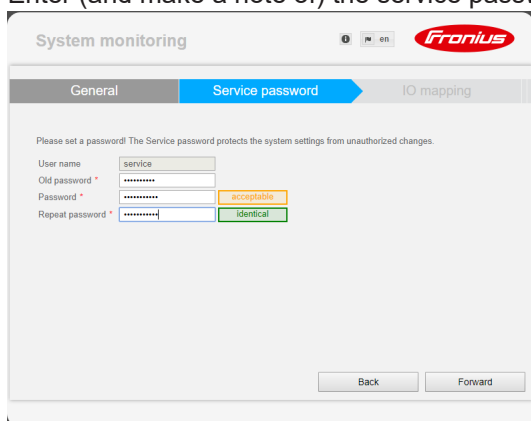 Enter (and make a note of) the service passw
System monitoring
en
Fronius
General
Service password
IO mapping
Please set a password! The Service password protects the system settings from unauthorized changes.
User name service
Old password * ••••••••••
Password * ••••••••••• acceptable
Repeat password * ••••••••••• identical
Back
Forward